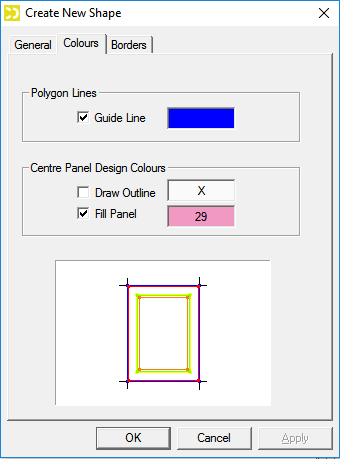 Create New Shape
General Colours Borders
Polygon Lines
Guide Line
Centre Panel Design Colours
Draw Outline X
Fill Panel 29
OK Cancel Apply